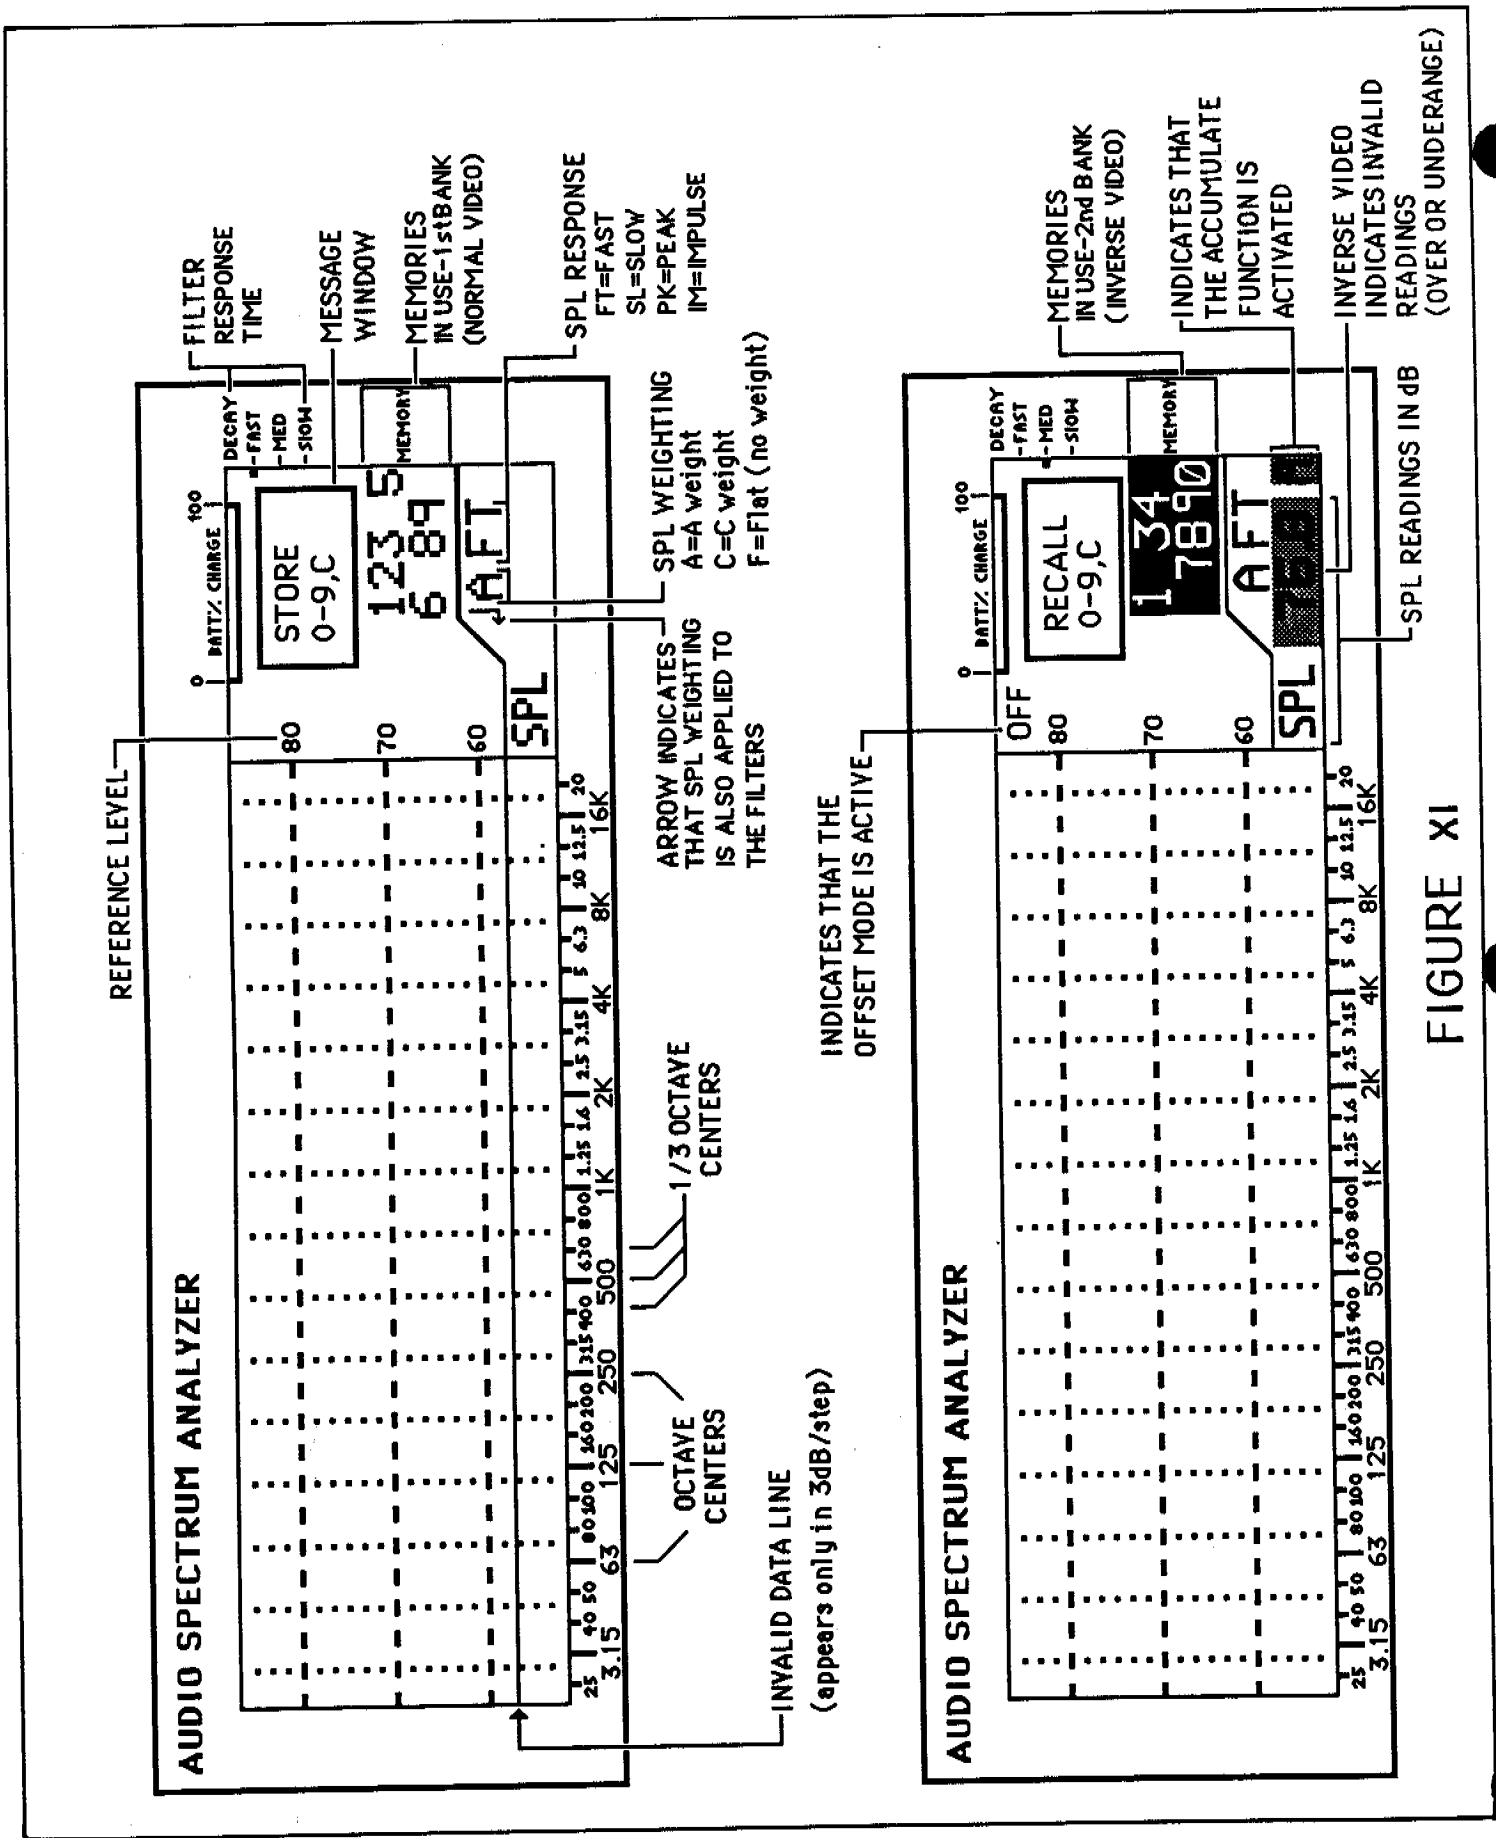 REFERENCE LEVEL
AUDIO SPECTRUM ANALYZER
0 100
BATT% CHARGE
DECAY
-FAST
-MED
-SLOW
FILTER
RESPONSE
TIME
80
70
60
STORE
0-9,C
MESSAGE
WINDOW
123 5
6 89
MEMORY
MEMORIES
IN USE-1st BANK
(NORMAL VIDEO)
SPL
A FT
SPL RESPONSE
FT=FAST
SL=SLOW
PK=PEAK
IM=IMPULSE
25 40 50 80 100 160 200 315 400 630 800 1.25 1.6 2.5 3.15 5 6.3 10 12.5 20
3.15 63 125 250 500 1K 2K 4K 8K 16K
INVALID DATA LINE
(appears only in 3dB/step)
OCTAVE
CENTERS
1/3 OCTAVE
CENTERS
ARROW INDICATES
THAT SPL WEIGHTING
IS ALSO APPLIED TO
THE FILTERS
SPL WEIGHTING
A=A weight
C=C weight
F=Flat (no weight)
INDICATES THAT THE
OFFSET MODE IS ACTIVE
AUDIO SPECTRUM ANALYZER
OFF
0 100
BATT% CHARGE
DECAY
-FAST
-MED
-SLOW
80
70
60
RECALL
0-9,C
1 34
7890
MEMORY
MEMORIES
IN USE-2nd BANK
(INVERSE VIDEO)
SPL
A FT
INDICATES THAT
THE ACCUMULATE
FUNCTION IS
ACTIVATED
25 40 50 80 100 160 200 315 400 630 800 1.25 1.6 2.5 3.15 5 6.3 10 12.5 20
3.15 63 125 250 500 1K 2K 4K 8K 16K
SPL READINGS IN dB
INVERSE VIDEO
INDICATES INVALID
READINGS
(OVER OR UNDERANGE)
FIGURE XI